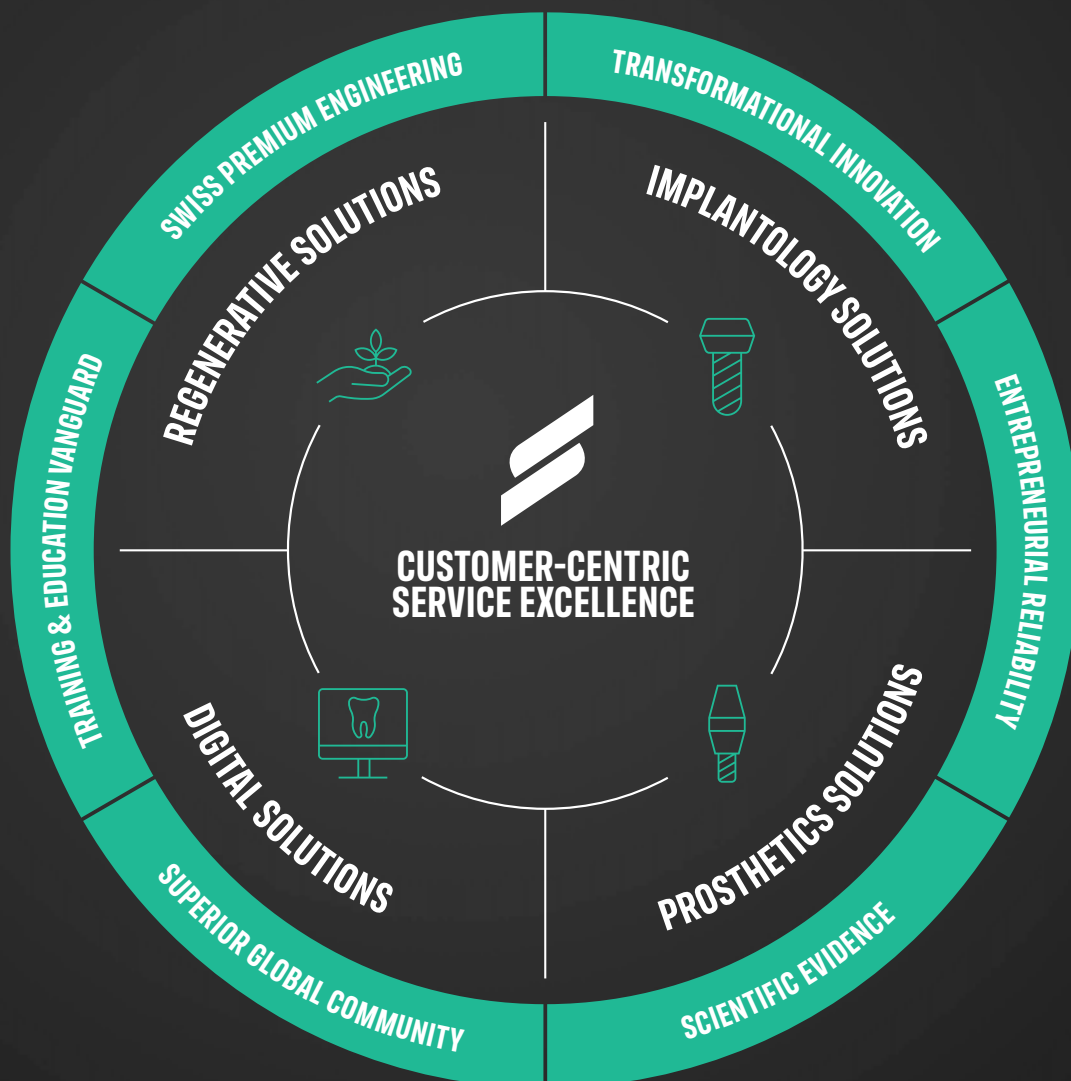 SWISS PREMIUM ENGINEERING
TRANSFORMATIONAL INNOVATION
REGENERATIVE SOLUTIONS
IMPLANTOLOGY SOLUTIONS
TRAINING & EDUCATION VANGUARD
ENTREPRENEURIAL RELIABILITY
CUSTOMER-CENTRIC
SERVICE EXCELLENCE
DIGITAL SOLUTIONS
PROSTHETICS SOLUTIONS
SUPERIOR GLOBAL COMMUNITY
SCIENTIFIC EVIDENCE